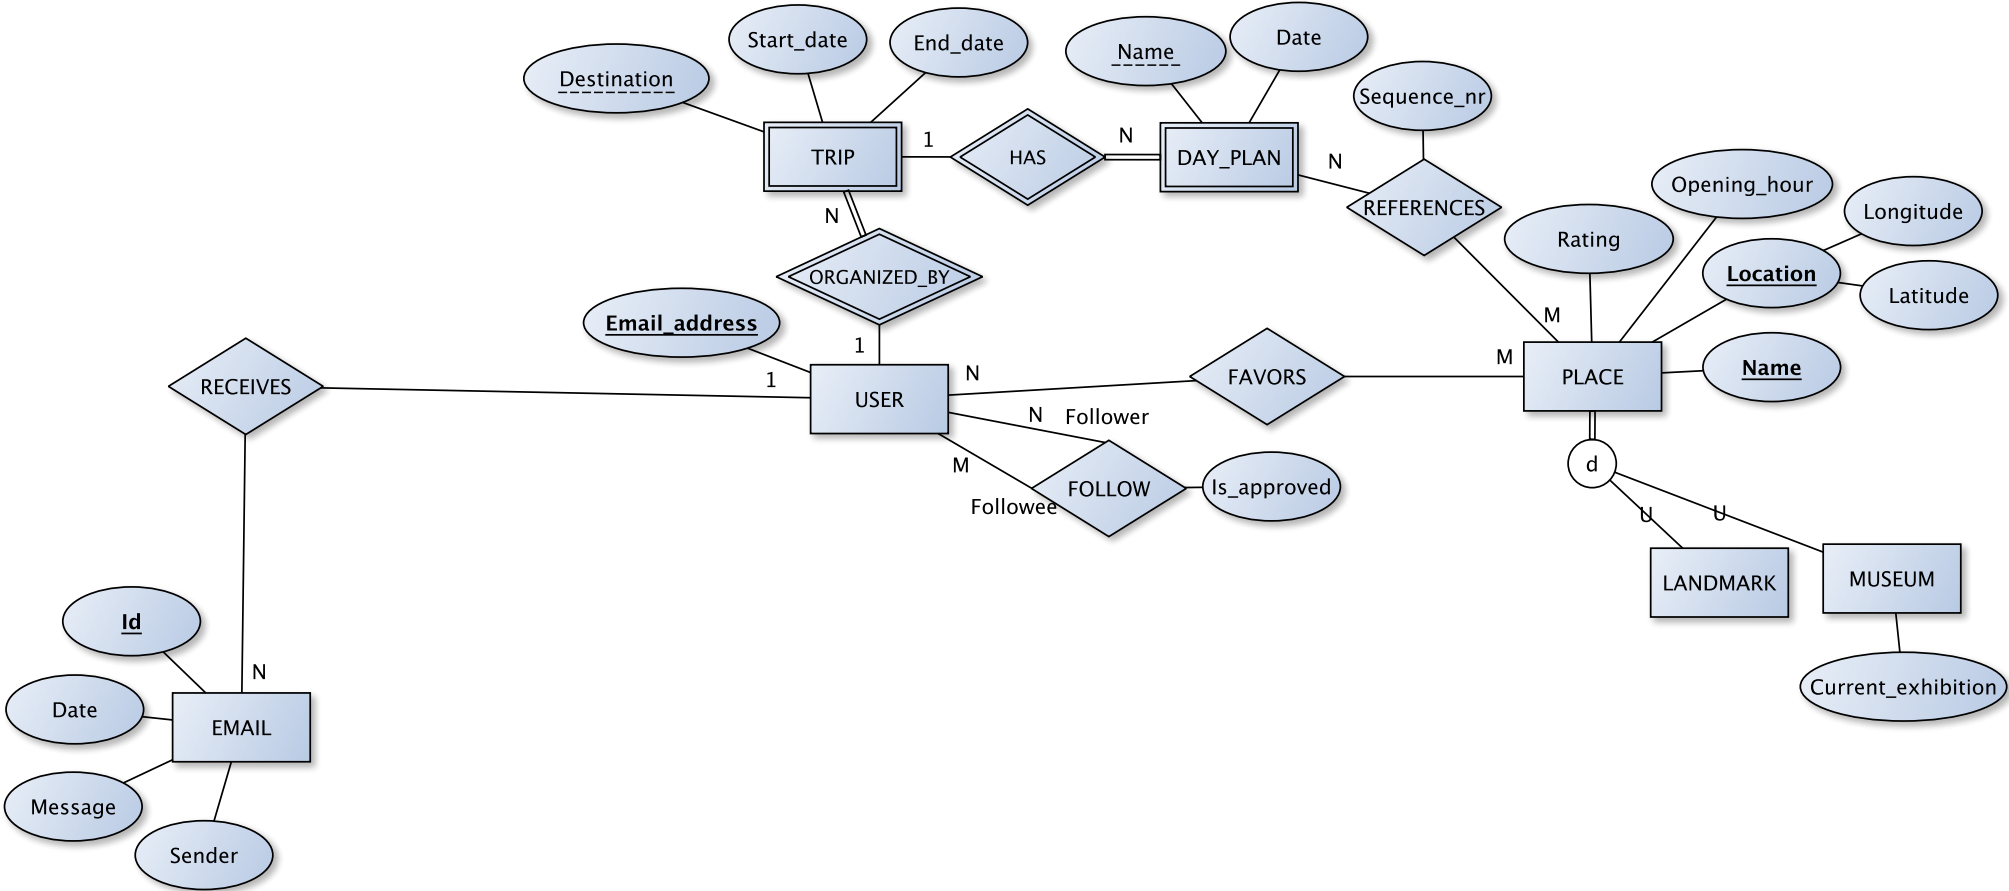 Start_date
End_date
Name
Date
Destination
Sequence_nr
1
N
TRIP
HAS
DAY_PLAN
N
Opening_hour
REFERENCES
Longitude
N
Rating
Location
ORGANIZED_BY
Latitude
Email_address
M
1
RECEIVES
1
N
M
USER
FAVORS
PLACE
Name
N
Follower
M
d
FOLLOW
Is_approved
Followee
U
U
LANDMARK
MUSEUM
Id
N
Current_exhibition
Date
EMAIL
Message
Sender